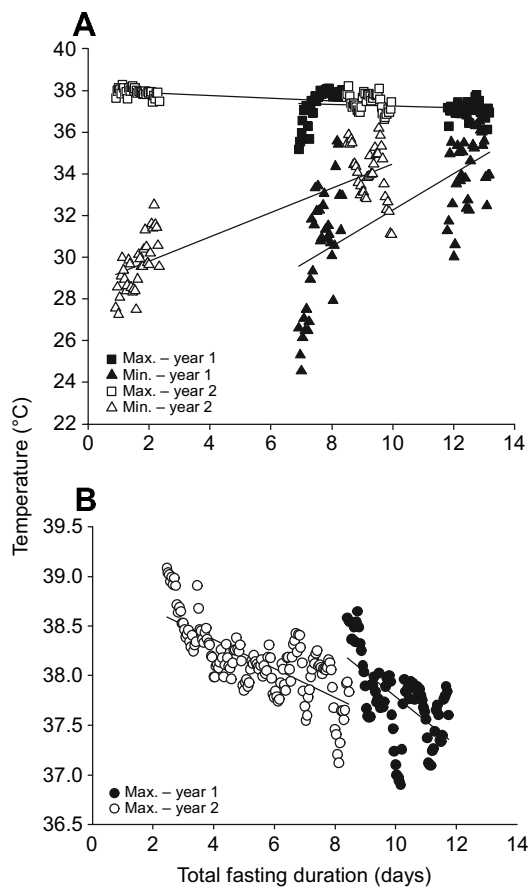 A
40
38
36
34
32
30
28
26
24
22
Max. – year 1
Min. – year 1
Max. – year 2
Min. – year 2
0 2 4 6 8 10 12 14
Temperature (°C)
B
39.5
39.0
38.5
38.0
37.5
37.0
36.5
Max. – year 1
Max. – year 2
0 2 4 6 8 10 12 14
Total fasting duration (days)